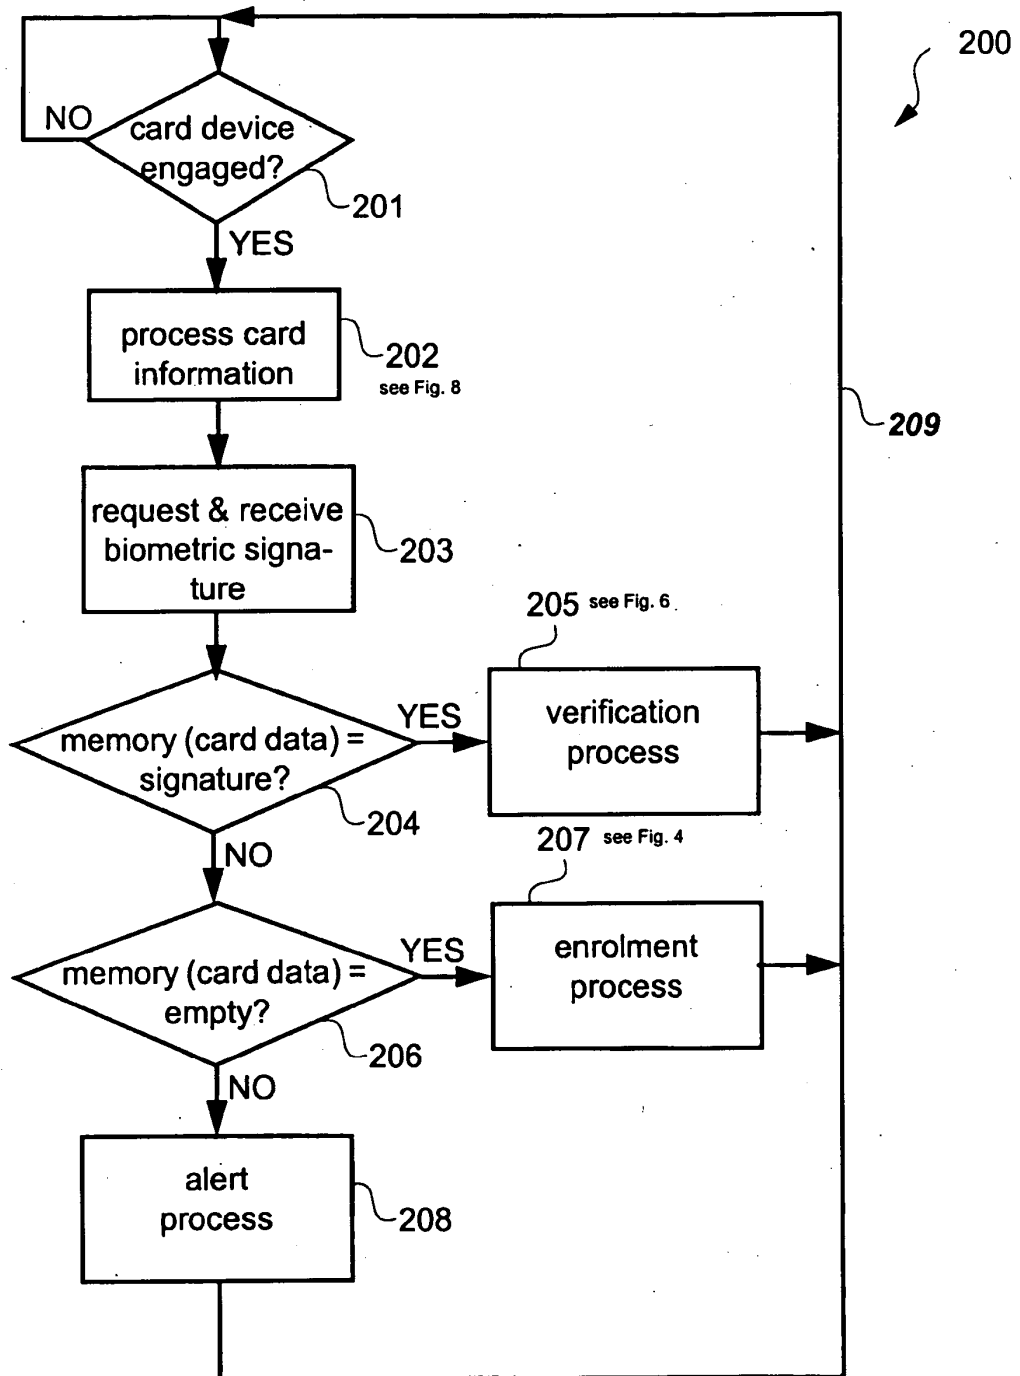 200
NO
card device
engaged?
201
YES
process card
information
202
see Fig. 8
209
request & receive
biometric signa-
ture
203
205 see Fig. 6
memory (card data) =
signature?
YES
verification
process
204
NO
207 see Fig. 4
memory (card data) =
empty?
YES
enrolment
process
206
NO
alert
process
208